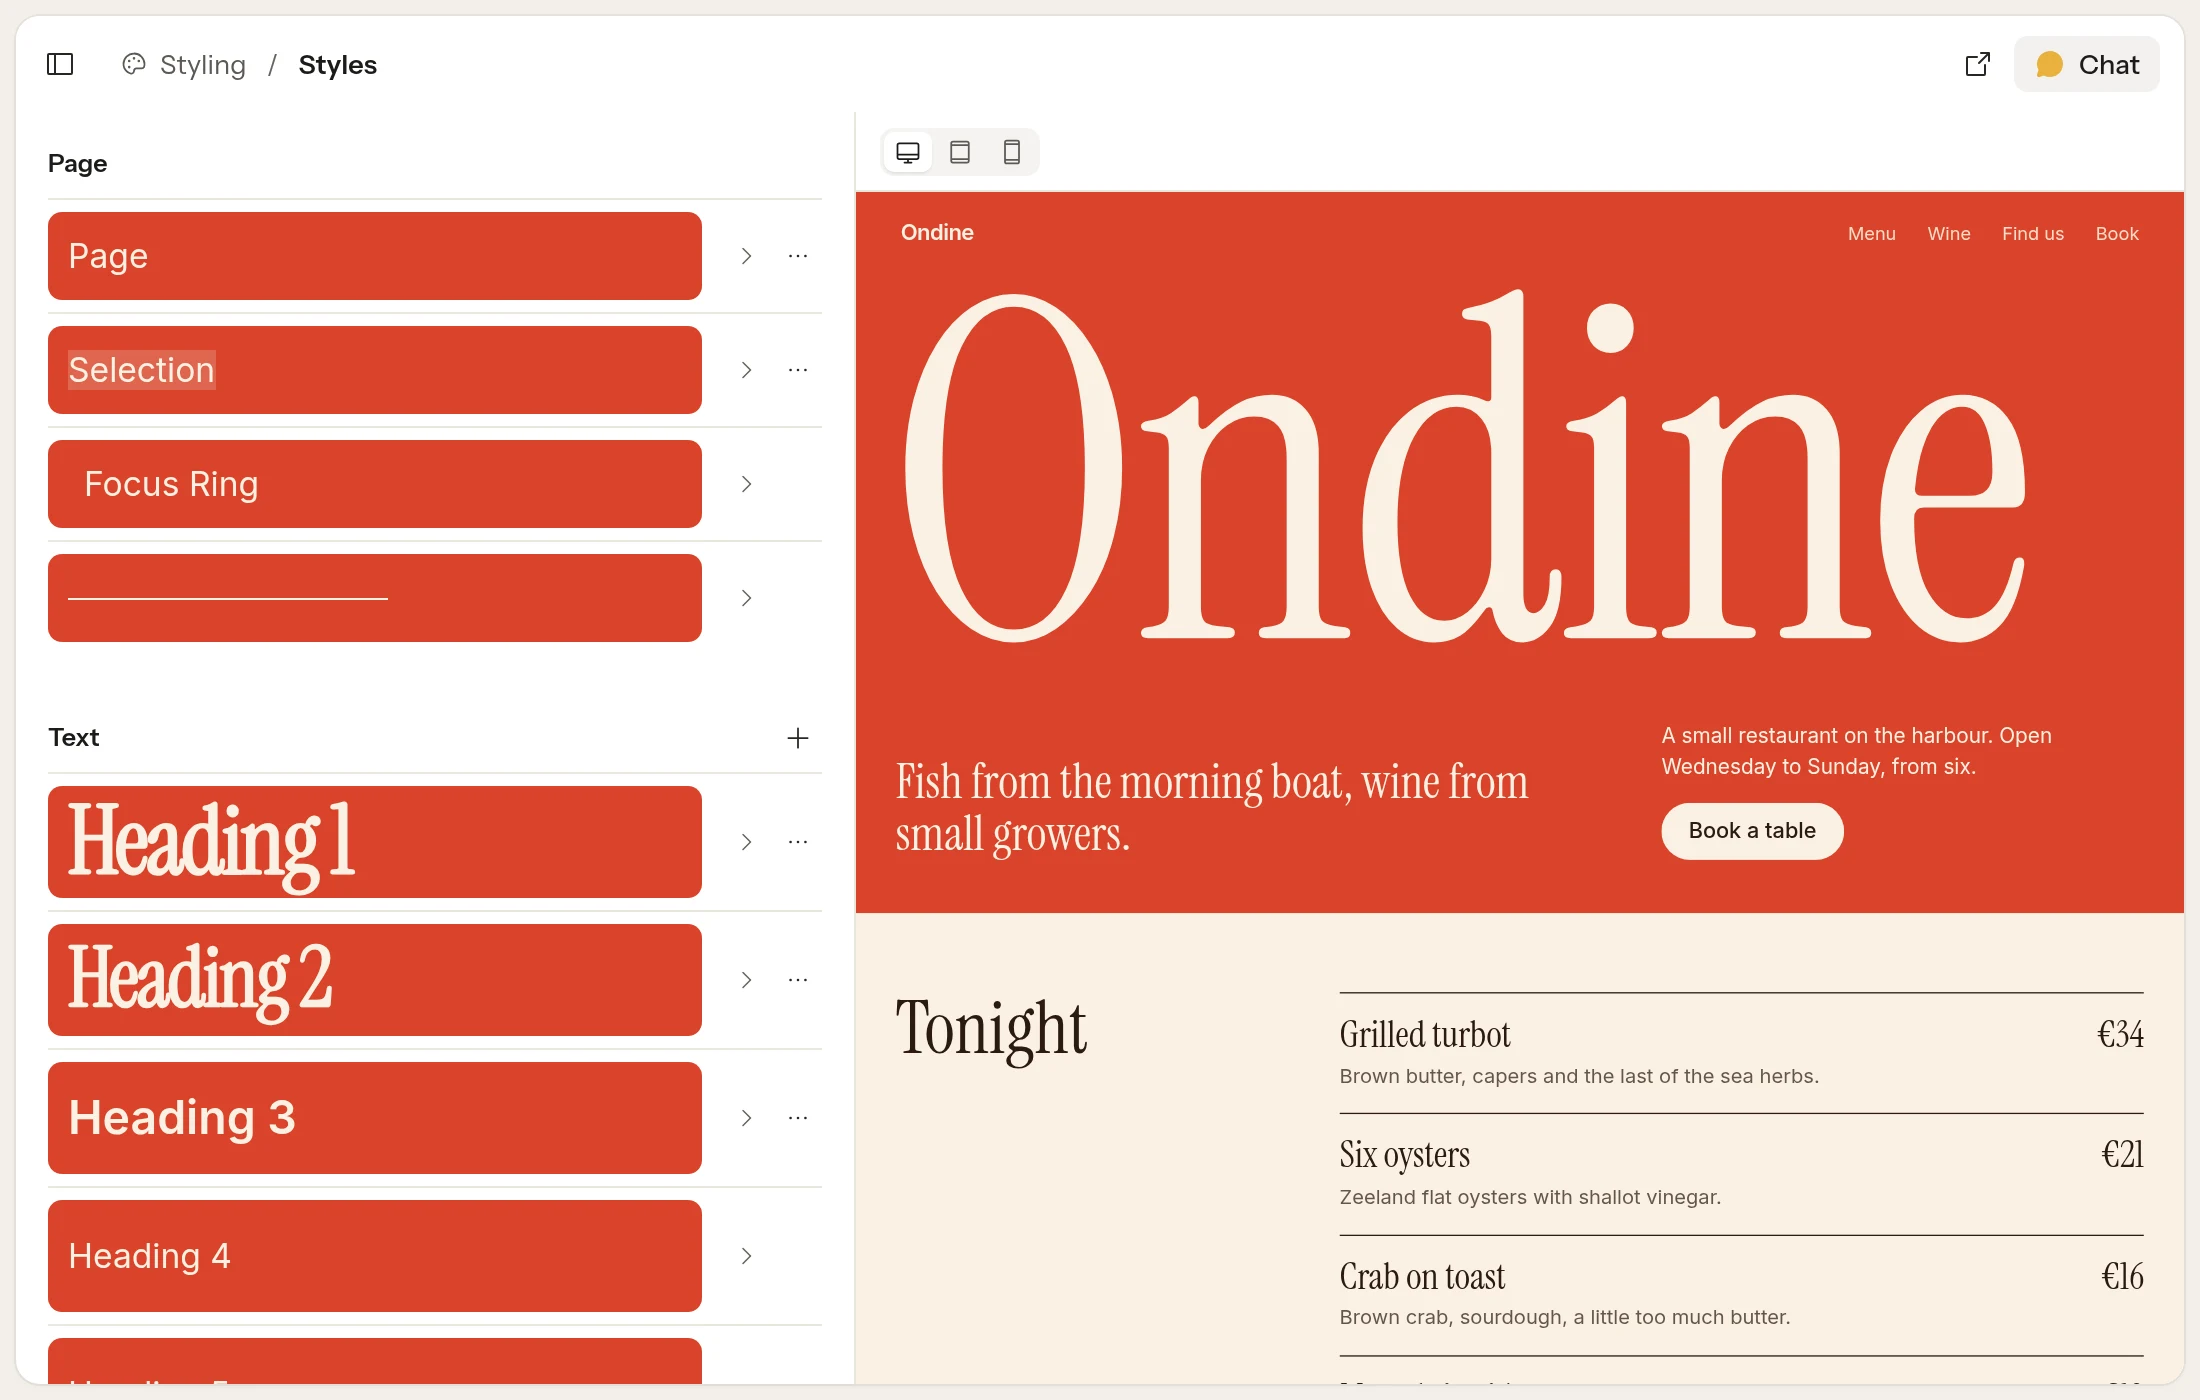 Styling / Styles
Chat
Page
Page
Selection
Focus Ring
Text
Heading 1
Heading 2
Heading 3
Heading 4
Ondine
Menu Wine Find us Book
Ondine
Fish from the morning boat, wine from
small growers.
A small restaurant on the harbour. Open
Wednesday to Sunday, from six.
Book a table
Tonight
Grilled turbot €34
Brown butter, capers and the last of the sea herbs.
Six oysters €21
Zeeland flat oysters with shallot vinegar.
Crab on toast €16
Brown crab, sourdough, a little too much butter.